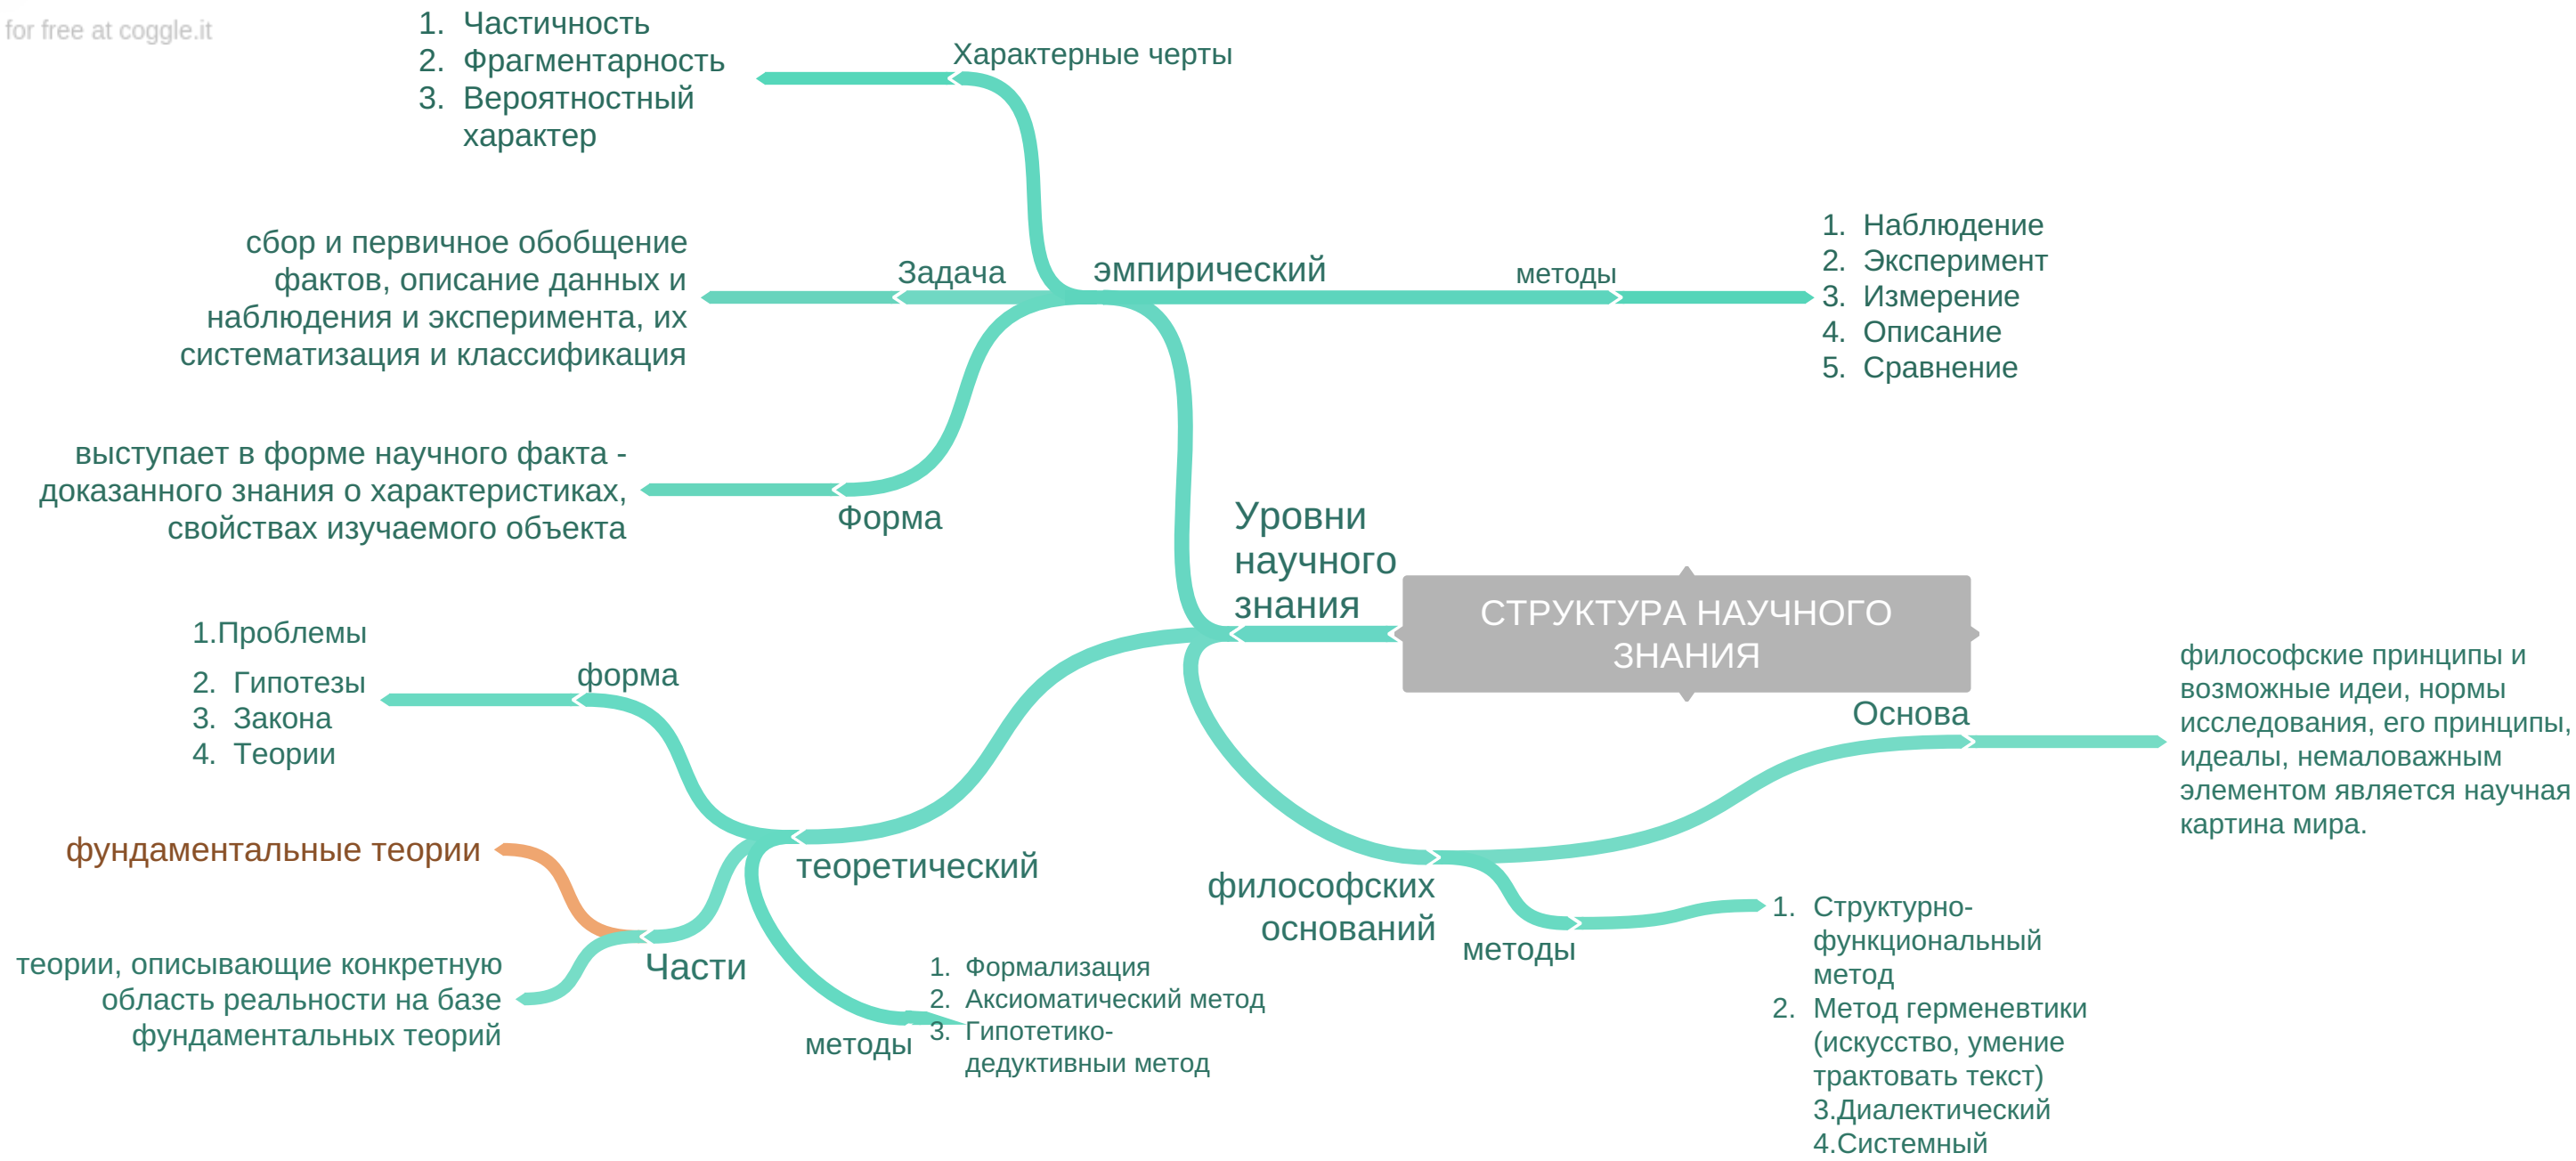 for free at coggle.it
1. Частичность
2. Фрагментарность
3. Вероятностный
характер
Характерные черты
сбор и первичное обобщение
фактов, описание данных и
наблюдения и эксперимента, их
систематизация и классификация
Задача
эмпирический
методы
1. Наблюдение
2. Эксперимент
3. Измерение
4. Описание
5. Сравнение
выступает в форме научного факта -
доказанного знания о характеристиках,
свойствах изучаемого объекта
Форма
Уровни
научного
знания
СТРУКТУРА НАУЧНОГО
ЗНАНИЯ
1.Проблемы
2. Гипотезы
3. Закона
4. Теории
форма
фундаментальные теории
теории, описывающие конкретную
область реальности на базе
фундаментальных теорий
Части
теоретический
методы
1. Формализация
2. Аксиоматический метод
3. Гипотетико-
дедуктивныи метод
философских
оснований
Основа
философские принципы и
возможные идеи, нормы
исследования, его принципы,
идеалы, немаловажным
элементом является научная
картина мира.
методы
1. Структурно-
функциональный
метод
2. Метод герменевтики
(искусство, умение
трактовать текст)
3.Диалектический
4.Системный